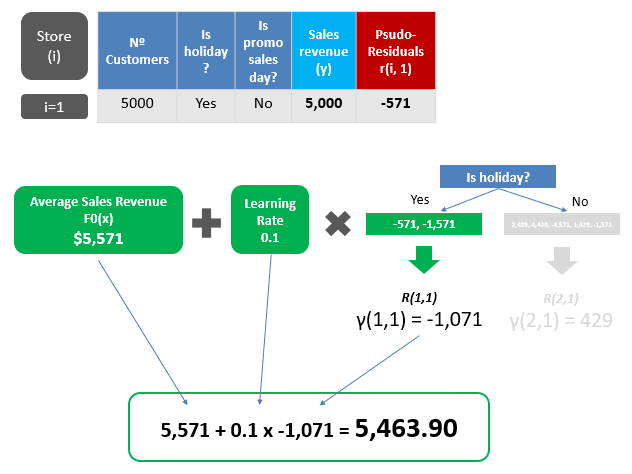 Store
(i)
Nº
Customers
Is
holiday
?
Is
promo
sales
day?
Sales
revenue
(y)
Psudo-
Residuals
r(i, 1)
i=1
5000
Yes
No
5,000
-571
Is holiday?
Yes
No
Average Sales Revenue
F0(x)
$5,571
Learning
Rate
0.1
-571, -1,571
2,429, 4,429, -4,571, 1,429, -1,571
R(1,1)
γ(1,1) = -1,071
R(2,1)
γ(2,1) = 429
5,571 + 0.1 x -1,071 = 5,463.90